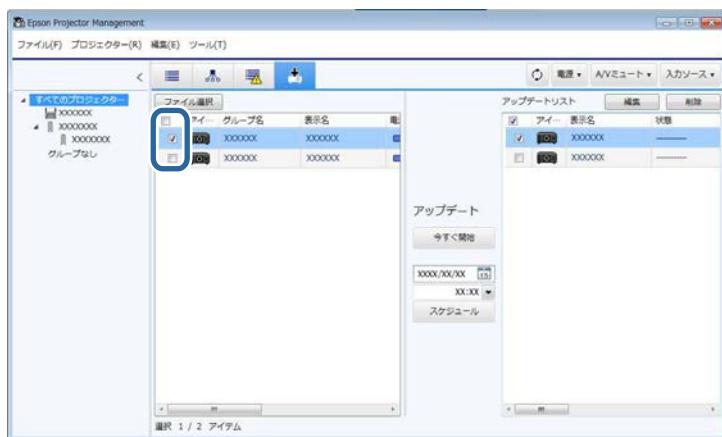 Epson Projector Management
ファイル(F) プロジェクター(R) 編集(E) ツール(T)
電源 A/Vミュート 入力ソース
すべてのプロジェクター
XXXXXX
XXXXXXX
XXXXXXX
グループなし
ファイル選択
アイ… グループ名 表示名
XXXXXX XXXXXX
XXXXXX XXXXXX
アップデート
今すぐ開始
XXXX/XX/XX 15
XX:XX
スケジュール
アップデートリスト 編集 削除
アイ… 表示名 状態
XXXXXX ―――
XXXXXX ―――
選択 1 / 2 アイテム